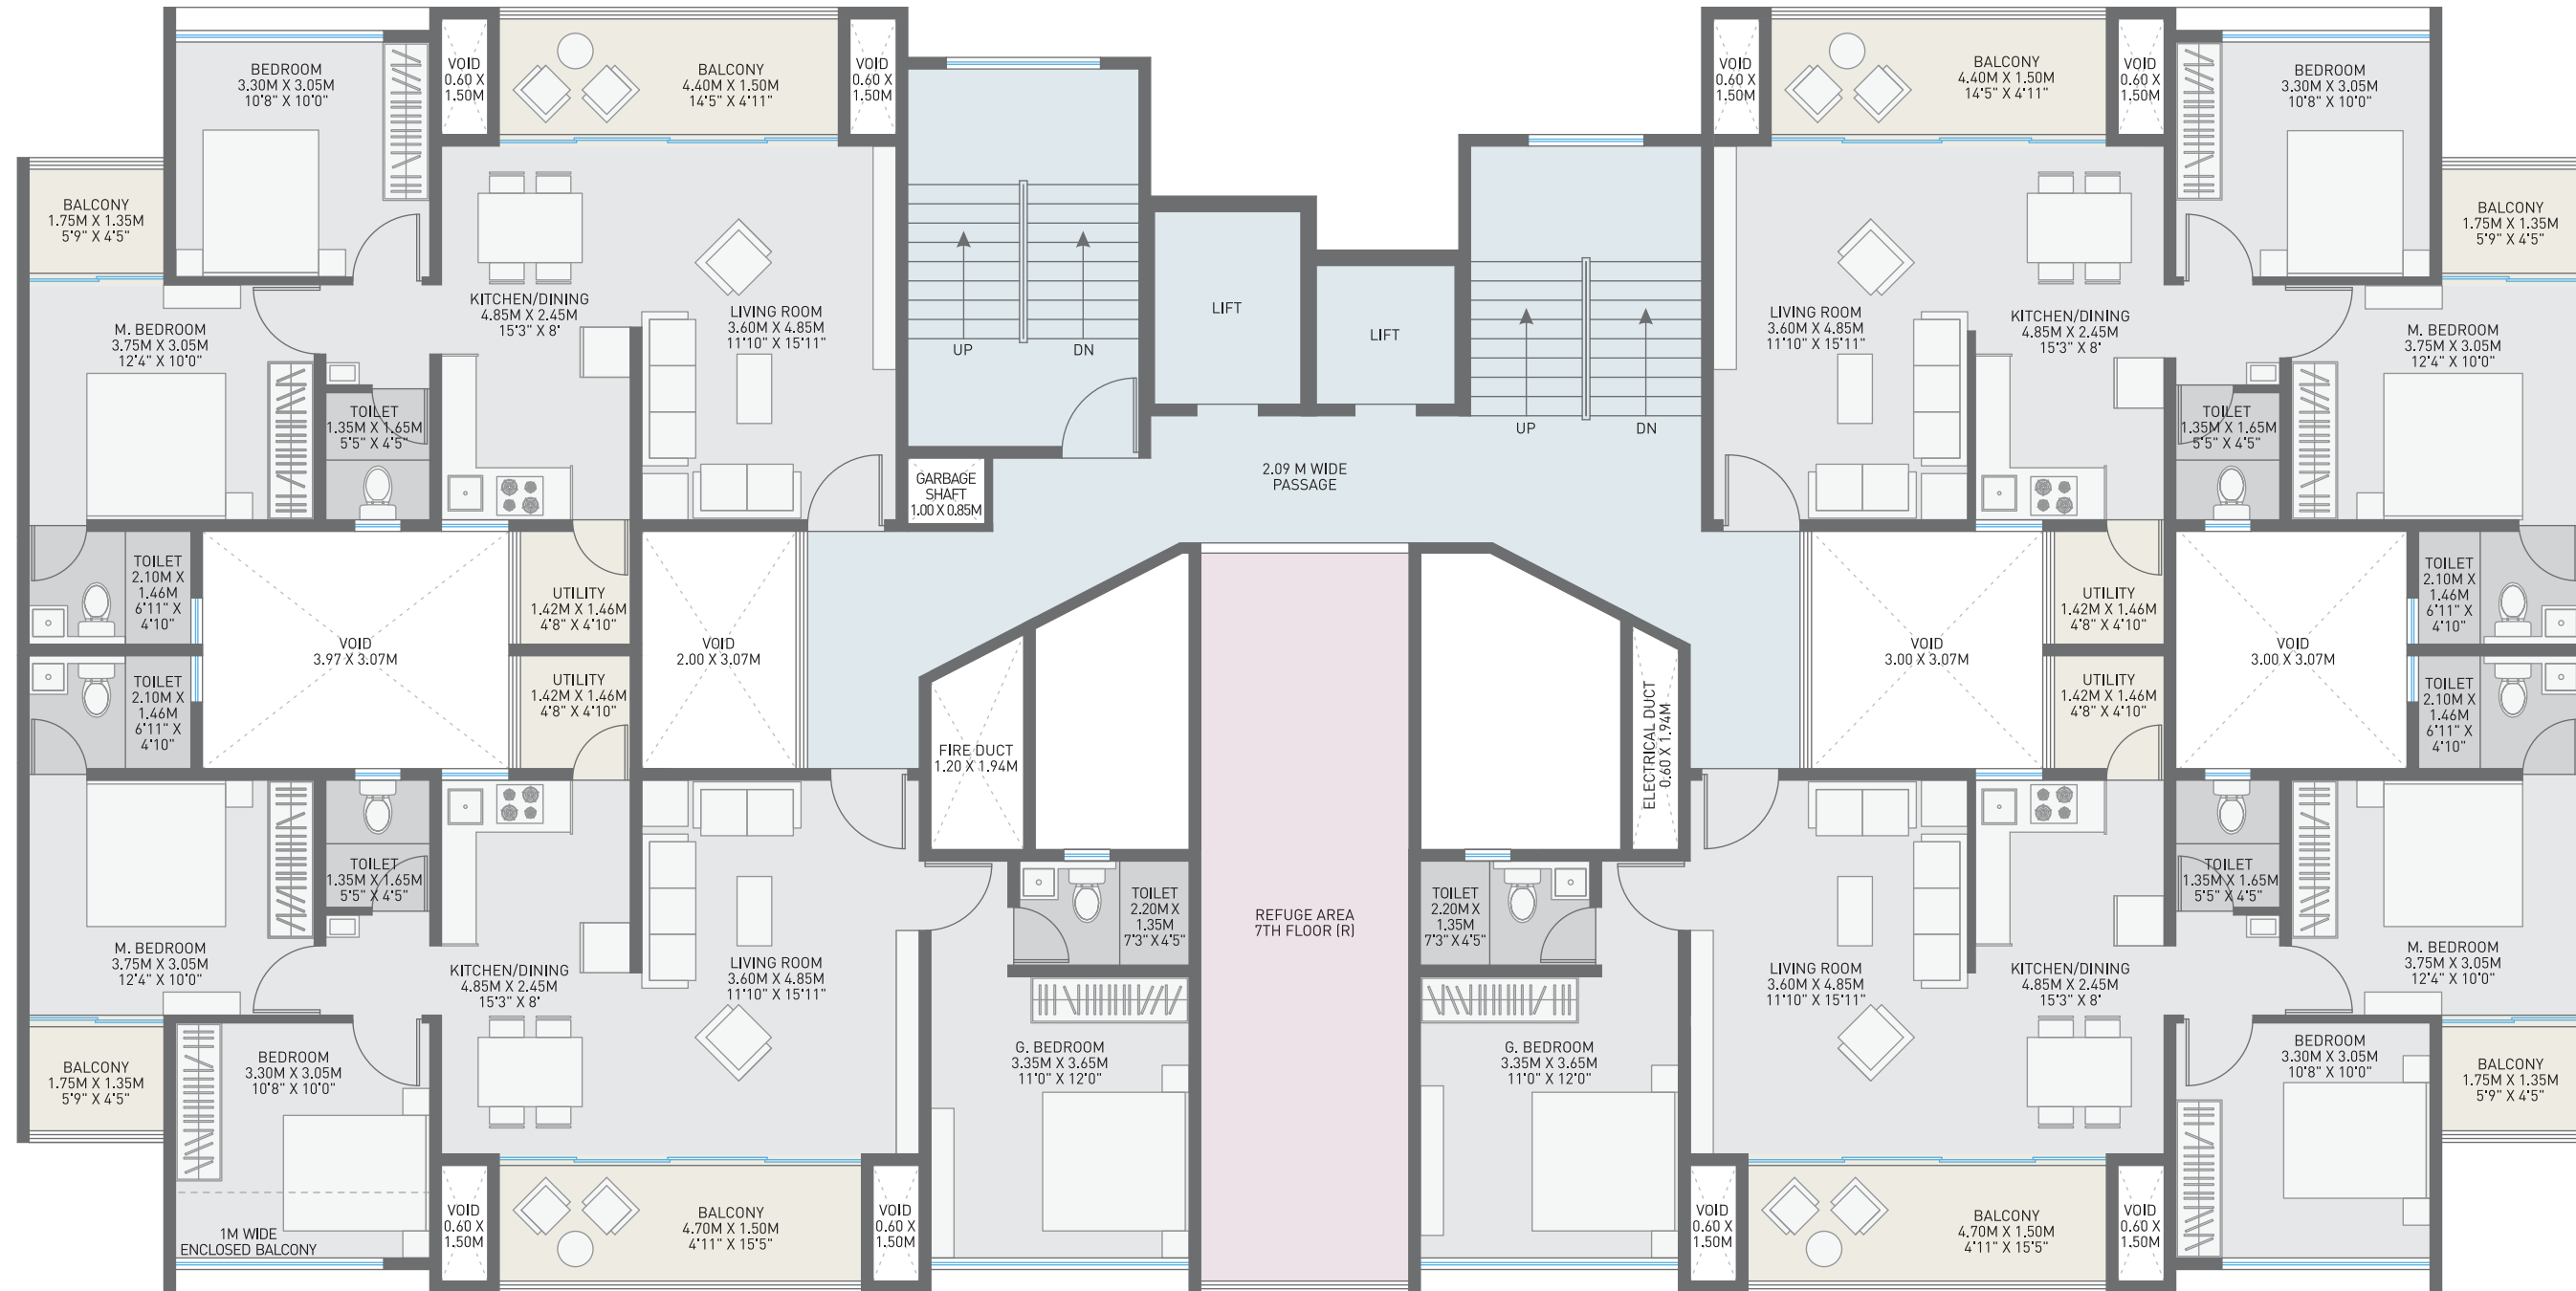 BEDROOM
3.30M X 3.05M
10'8" X 10'0"
VOID
0.60 X
1.50M
BALCONY
4.40M X 1.50M
14'5" X 4'11"
VOID
0.60 X
1.50M
VOID
0.60 X
1.50M
BALCONY
4.40M X 1.50M
14'5" X 4'11"
VOID
0.60 X
1.50M
BEDROOM
3.30M X 3.05M
10'8" X 10'0"
BALCONY
1.75M X 1.35M
5'9" X 4'5"
BALCONY
1.75M X 1.35M
5'9" X 4'5"
M. BEDROOM
3.75M X 3.05M
12'4" X 10'0"
KITCHEN/DINING
4.85M X 2.45M
15'3" X 8'
LIVING ROOM
3.60M X 4.85M
11'10" X 15'11"
UP
DN
LIFT
LIFT
UP
DN
LIVING ROOM
3.60M X 4.85M
11'10" X 15'11"
KITCHEN/DINING
4.85M X 2.45M
15'3" X 8'
M. BEDROOM
3.75M X 3.05M
12'4" X 10'0"
TOILET
1.35M X 1.65M
5'5" X 4'5"
TOILET
1.35M X 1.65M
5'5" X 4'5"
GARBAGE
SHAFT
1.00 X 0.85M
2.09 M WIDE
PASSAGE
TOILET
2.10M X
1.46M
6'11" X
4'10"
UTILITY
1.42M X 1.46M
4'8" X 4'10"
UTILITY
1.42M X 1.46M
4'8" X 4'10"
TOILET
2.10M X
1.46M
6'11" X
4'10"
VOID
3.97 X 3.07M
VOID
2.00 X 3.07M
VOID
3.00 X 3.07M
VOID
3.00 X 3.07M
TOILET
2.10M X
1.46M
6'11" X
4'10"
UTILITY
1.42M X 1.46M
4'8" X 4'10"
FIRE DUCT
1.20 X 1.94M
ELECTRICAL DUCT
0.60 X 1.94M
UTILITY
1.42M X 1.46M
4'8" X 4'10"
TOILET
2.10M X
1.46M
6'11" X
4'10"
TOILET
1.35M X 1.65M
5'5" X 4'5"
TOILET
2.20M X
1.35M
7'3" X 4'5"
REFUGE AREA
7TH FLOOR (R)
TOILET
2.20M X
1.35M
7'3" X 4'5"
TOILET
1.35M X 1.65M
5'5" X 4'5"
M. BEDROOM
3.75M X 3.05M
12'4" X 10'0"
KITCHEN/DINING
4.85M X 2.45M
15'3" X 8'
LIVING ROOM
3.60M X 4.85M
11'10" X 15'11"
LIVING ROOM
3.60M X 4.85M
11'10" X 15'11"
KITCHEN/DINING
4.85M X 2.45M
15'3" X 8'
M. BEDROOM
3.75M X 3.05M
12'4" X 10'0"
BALCONY
1.75M X 1.35M
5'9" X 4'5"
BEDROOM
3.30M X 3.05M
10'8" X 10'0"
G. BEDROOM
3.35M X 3.65M
11'0" X 12'0"
G. BEDROOM
3.35M X 3.65M
11'0" X 12'0"
BEDROOM
3.30M X 3.05M
10'8" X 10'0"
BALCONY
1.75M X 1.35M
5'9" X 4'5"
1M WIDE
ENCLOSED BALCONY
VOID
0.60 X
1.50M
BALCONY
4.70M X 1.50M
4'11" X 15'5"
VOID
0.60 X
1.50M
VOID
0.60 X
1.50M
BALCONY
4.70M X 1.50M
4'11" X 15'5"
VOID
0.60 X
1.50M